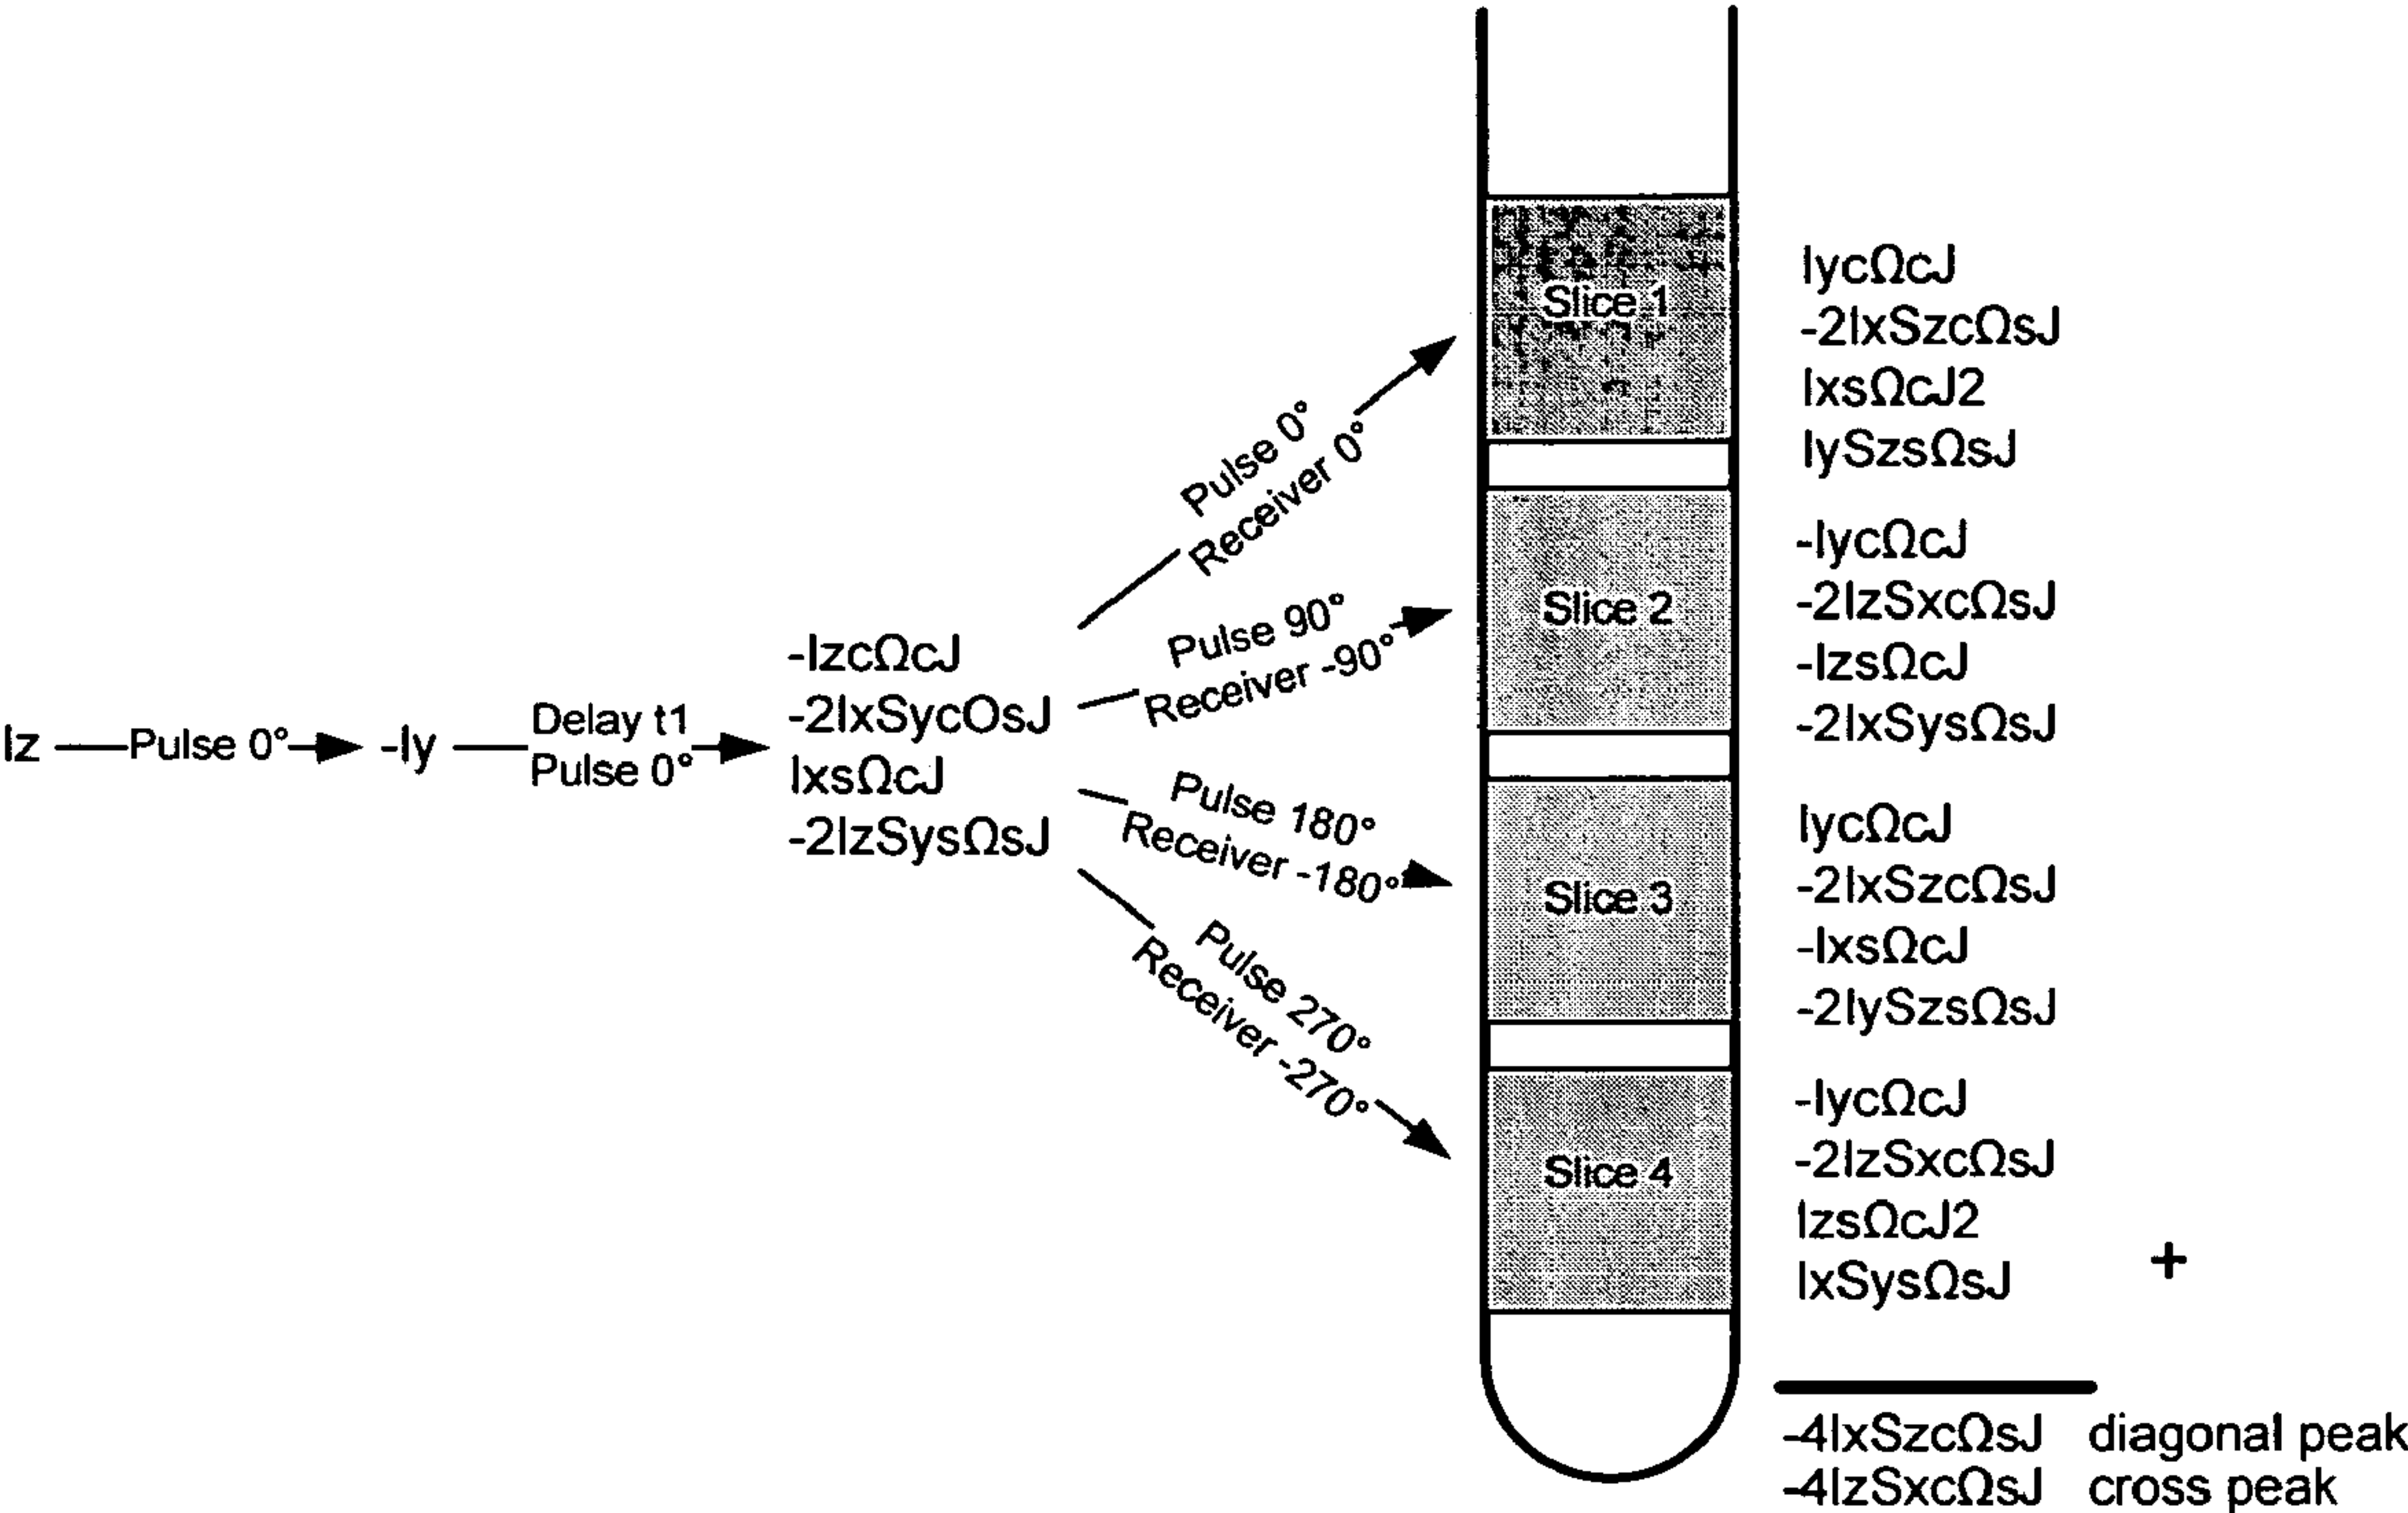 Iz
Pulse 0°
-Iy
Delay t1
Pulse 0°
-IzcΩcJ
-2IxSycOsJ
IxsΩcJ
-2IzSysΩsJ
Pulse 0°
Receiver 0°
Pulse 90°
Receiver -90°
Pulse 180°
Receiver -180°
Pulse 270°
Receiver -270°
Slice 1
IycΩcJ
-2IxSzcΩsJ
IxsΩcJ2
IySzsΩsJ
Slice 2
-IycΩcJ
-2IzSxcΩsJ
-IzsΩcJ
-2IxSysΩsJ
Slice 3
IycΩcJ
-2IxSzcΩsJ
-IxsΩcJ
-2IySzsΩsJ
Slice 4
-IycΩcJ
-2IzSxcΩsJ
IzsΩcJ2
IxSysΩsJ
+
-4IxSzcΩsJ diagonal peak
-4IzSxcΩsJ cross peak